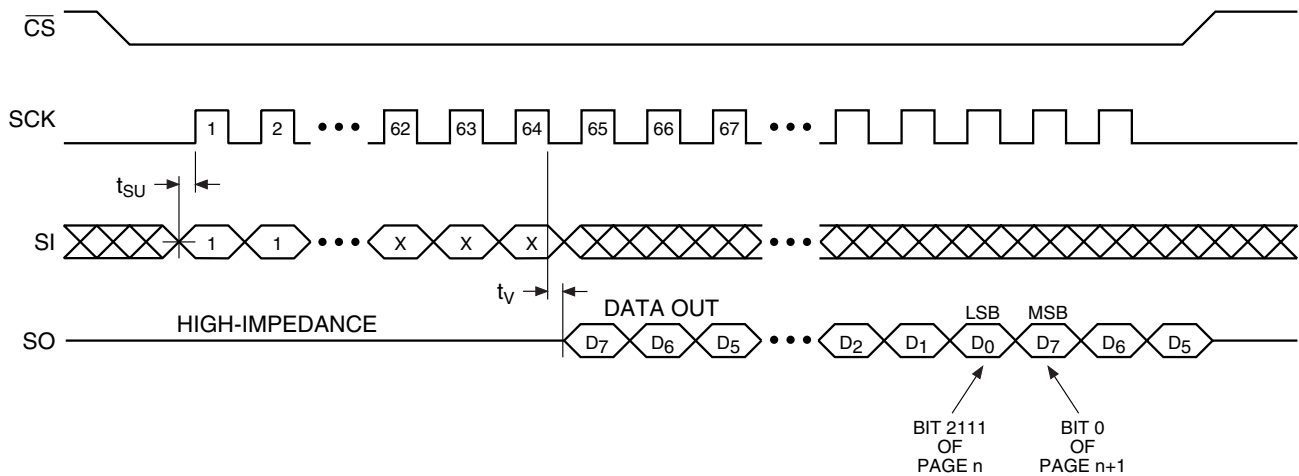 CS
SCK
1 2 ••• 62 63 64 65 66 67 •••
tSU
SI
1 1 ••• X X X •••
tV
HIGH-IMPEDANCE
DATA OUT
LSB MSB
SO
D7 D6 D5 ••• D2 D1 D0 D7 D6 D5
BIT 2111
OF
PAGE n
BIT 0
OF
PAGE n+1